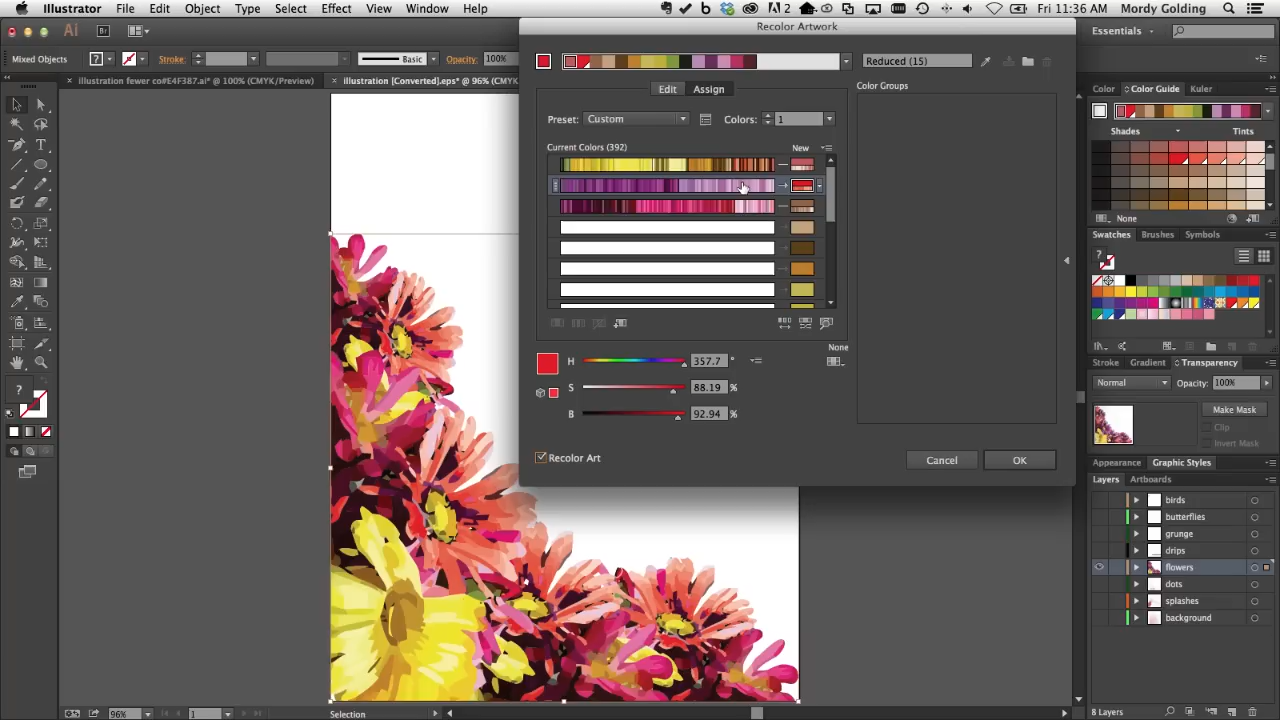 Illustrator File Edit Object Type Select Effect View Window Help Fri 11:36 AM Mordy Golding
Ai Br Essentials
Recolor Artwork
Mixed Objects ? Stroke: Basic Opacity: 100%
Reduced (15)
illustration fewer co#E4F387.ai* @ 100% (CMYK/Preview) illustration [Converted].eps* @ 96% (CMYK
Edit Assign
Color Groups
Color Color Guide Kuler
Preset: Custom Colors: 1
Shades Tints
Current Colors (392) New
None
Swatches Brushes Symbols
?
None
H 357.7 °
S 88.19 %
B 92.94 %
Stroke Gradient Transparency
Normal Opacity: 100%
?
Make Mask
Clip
Invert Mask
Recolor Art Cancel OK
Appearance Graphic Styles
Layers Artboards
birds
butterflies
grunge
drips
flowers
dots
splashes
background
96% 1 Selection 8 Layers